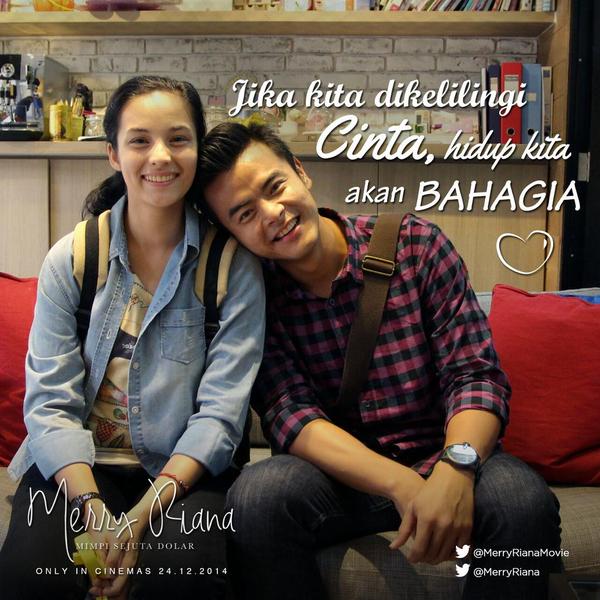 Jika kita dikelilingi
Cinta, hidup kita
akan BAHAGIA
Merry Riana
MIMPI SEJUTA DOLAR
ONLY IN CINEMAS 24.12.2014
@MerryRianaMovie
@MerryRiana